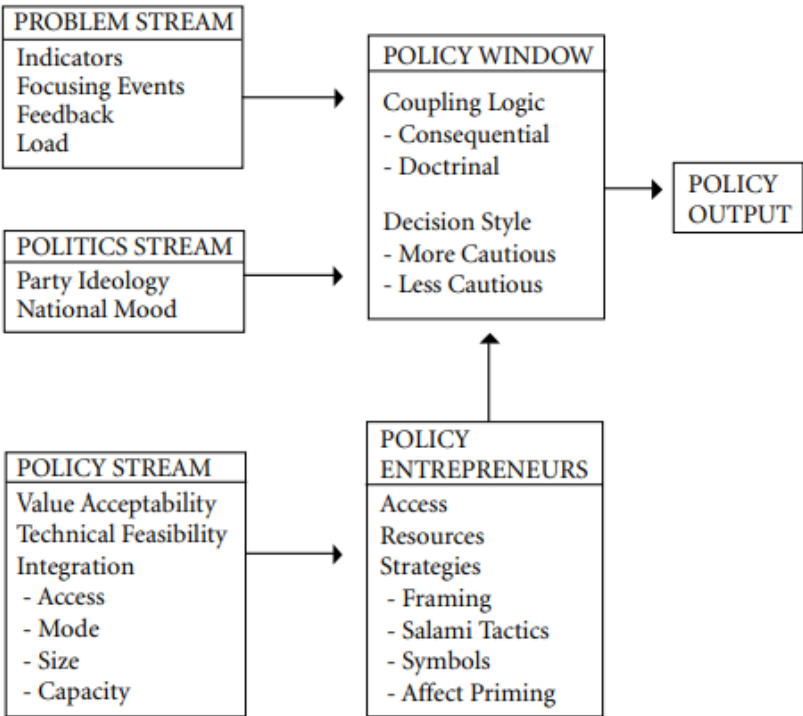 PROBLEM STREAM
Indicators
Focusing Events
Feedback
Load
POLITICS STREAM
Party Ideology
National Mood
POLICY STREAM
Value Acceptability
Technical Feasibility
Integration
- Access
- Mode
- Size
- Capacity
POLICY WINDOW
Coupling Logic
- Consequential
- Doctrinal
Decision Style
- More Cautious
- Less Cautious
POLICY
ENTREPRENEURS
Access
Resources
Strategies
- Framing
- Salami Tactics
- Symbols
- Affect Priming
POLICY
OUTPUT